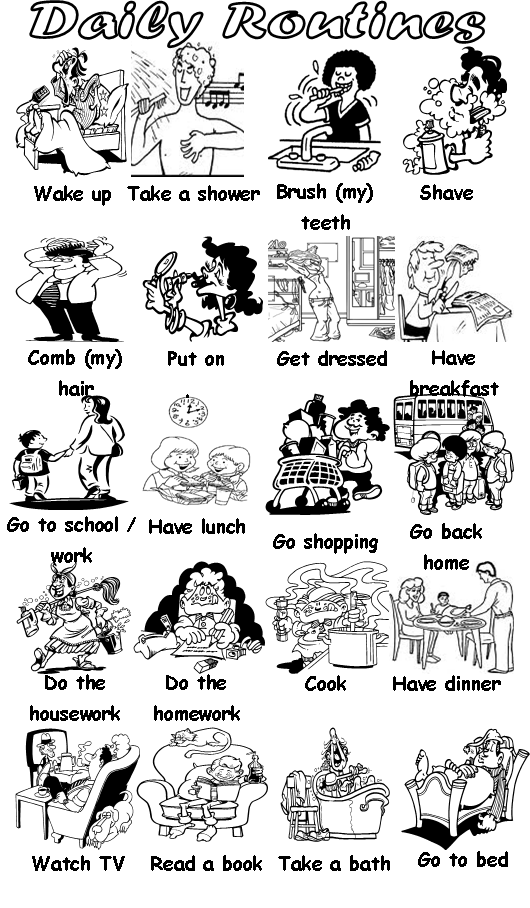 Daily Routines
Wake up
Take a shower
Brush (my)
teeth
Shave
Comb (my)
hair
Put on
Get dressed
Have
breakfast
Go to school /
work
Have lunch
Go shopping
Go back
home
Do the
housework
Do the
homework
Cook
Have dinner
Watch TV
Read a book
Take a bath
Go to bed